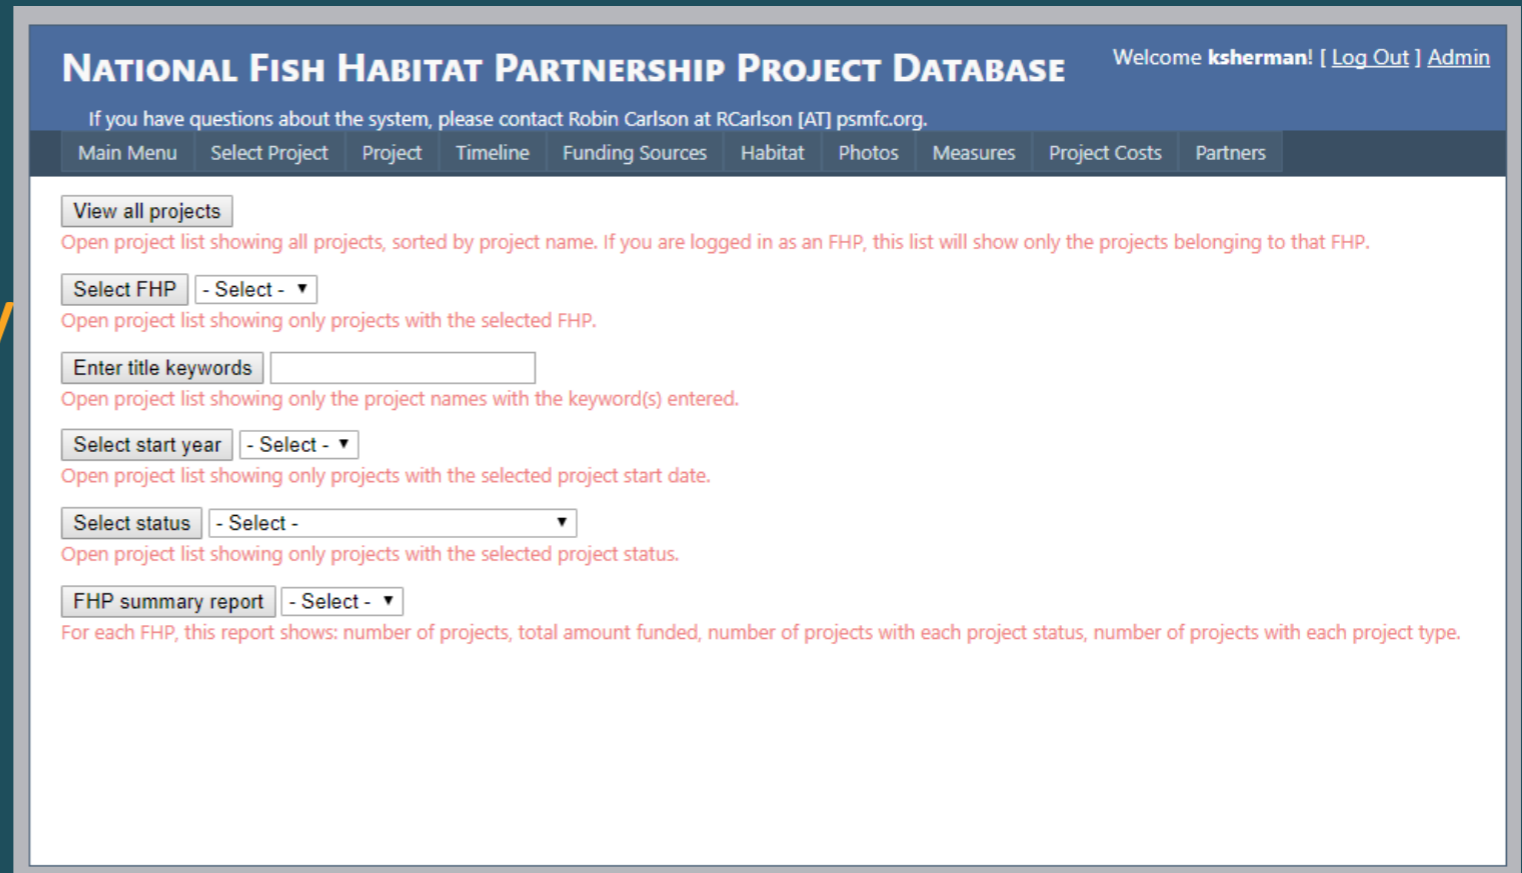 NATIONAL FISH HABITAT PARTNERSHIP PROJECT DATABASE
Welcome ksherman! [ Log Out ] Admin
If you have questions about the system, please contact Robin Carlson at RCarlson [AT] psmfc.org.
Main Menu Select Project Project Timeline Funding Sources Habitat Photos Measures Project Costs Partners
View all projects
Open project list showing all projects, sorted by project name. If you are logged in as an FHP, this list will show only the projects belonging to that FHP.
Select FHP - Select -
Open project list showing only projects with the selected FHP.
Enter title keywords
Open project list showing only the project names with the keyword(s) entered.
Select start year - Select -
Open project list showing only projects with the selected project start date.
Select status - Select -
Open project list showing only projects with the selected project status.
FHP summary report - Select -
For each FHP, this report shows: number of projects, total amount funded, number of projects with each project status, number of projects with each project type.